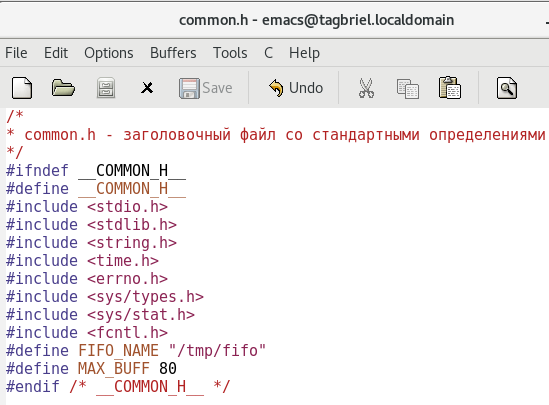 common.h - emacs@tagbriel.localdomain
File Edit Options Buffers Tools C Help
Save Undo
/*
* common.h - заголовочный файл со стандартными определениями
*/
#ifndef __COMMON_H__
#define __COMMON_H__
#include <stdio.h>
#include <stdlib.h>
#include <string.h>
#include <time.h>
#include <errno.h>
#include <sys/types.h>
#include <sys/stat.h>
#include <fcntl.h>
#define FIFO_NAME "/tmp/fifo"
#define MAX_BUFF 80
#endif /* __COMMON_H__ */